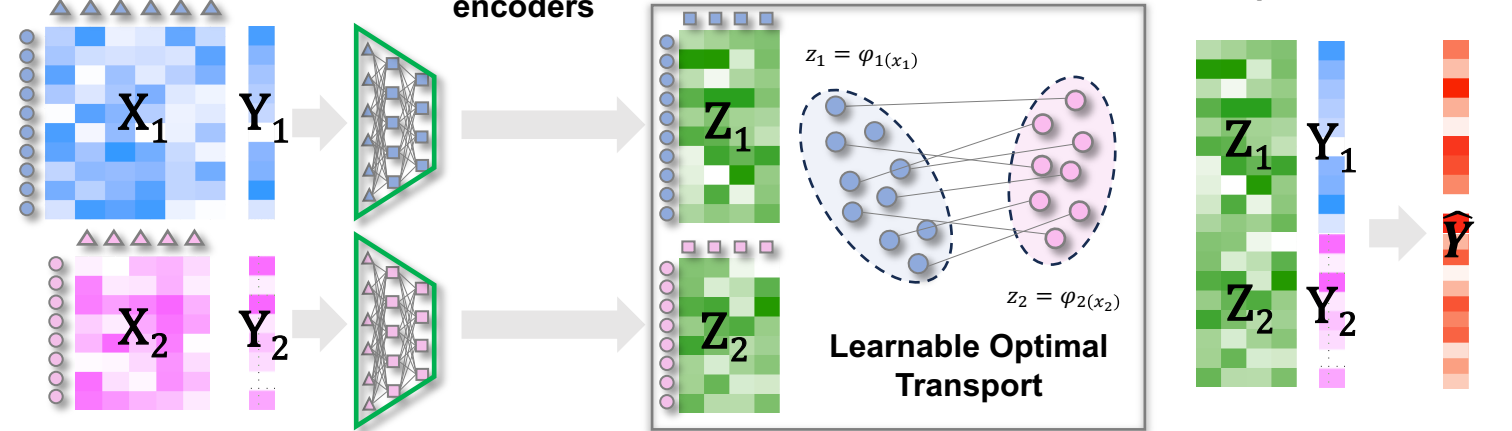 encoders
X₁
Y₁
Z₁
z₁ = φ₁₍ₓ₁₎
Z₁
Y₁
Ŷ
X₂
Y₂
Z₂
z₂ = φ₂₍ₓ₂₎
Learnable Optimal
Transport
Z₂
Y₂